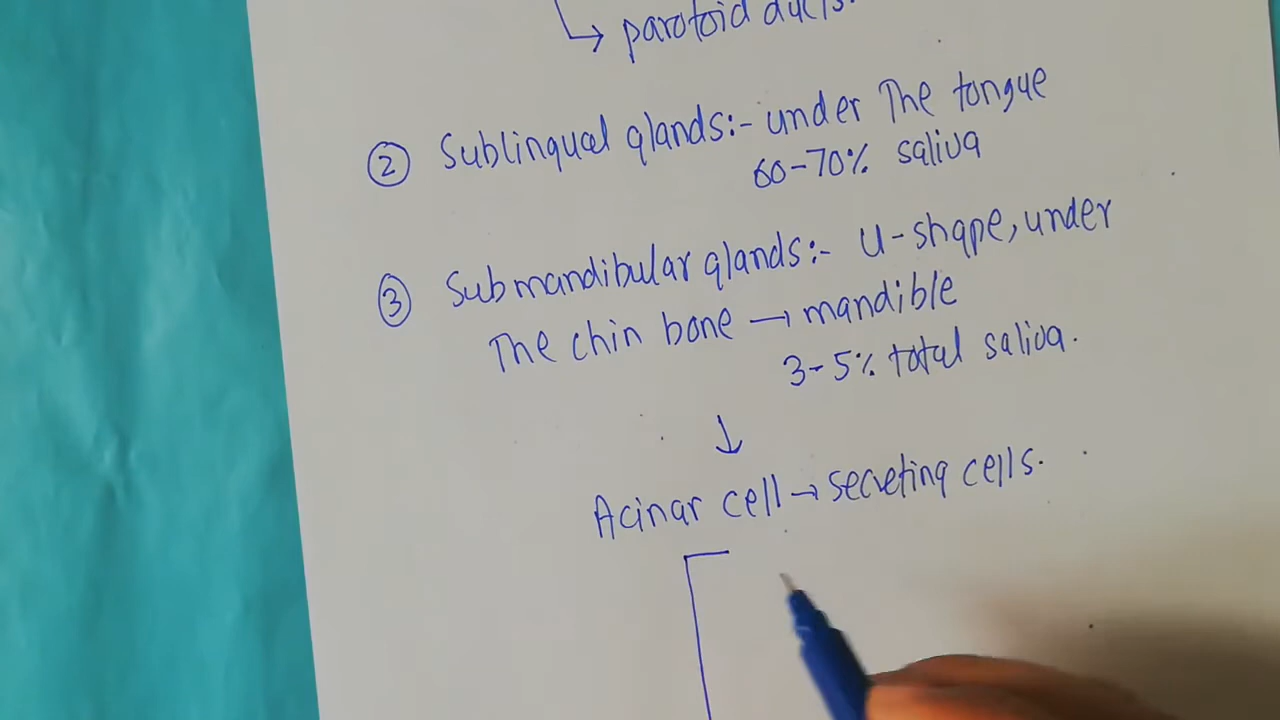 ↳ parotoid ducts.
② Sublingual glands:- under The tongue
60-70% saliva
③ Submandibular glands:- U-shape, under
The chin bone → mandible
3-5% total saliva.
↓
Acinar cell → secreting cells.